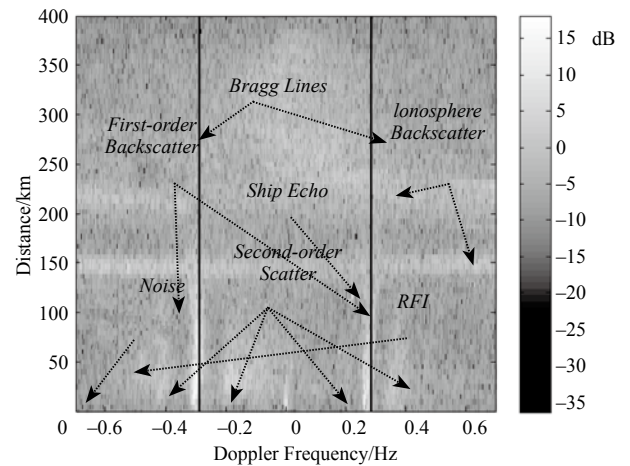 400
350
300
250
200
150
100
50
0
Distance/km
–0.6
–0.4
–0.2
0
0.2
0.4
0.6
Doppler Frequency/Hz
Bragg Lines
First-order
Backscatter
Ionosphere
Backscatter
Ship Echo
Second-order
Scatter
Noise
RFI
15
10
5
0
–5
–10
–15
–20
–25
–30
–35
dB